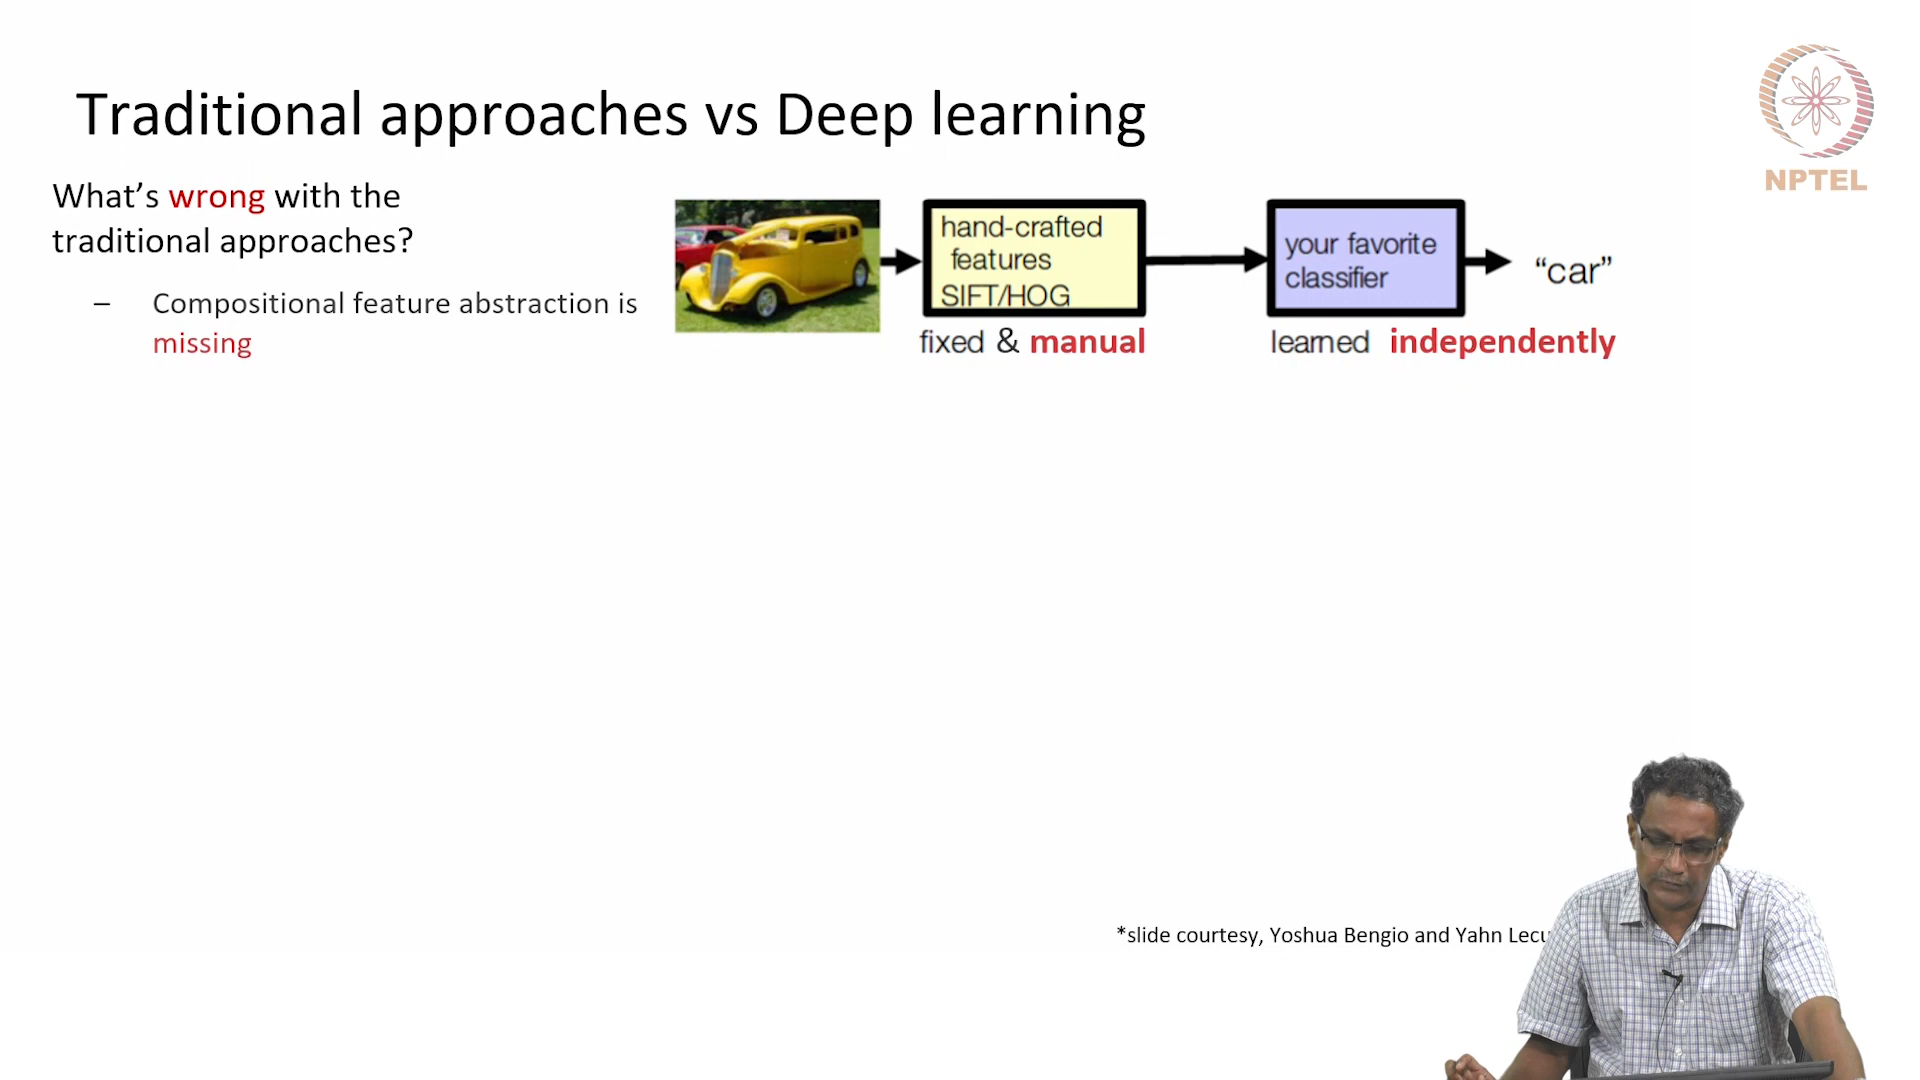 Traditional approaches vs Deep learning
NPTEL
What's wrong with the
traditional approaches?
– Compositional feature abstraction is
missing
hand-crafted
features
SIFT/HOG
fixed & manual
your favorite
classifier
learned independently
“car”
*slide courtesy, Yoshua Bengio and Yahn